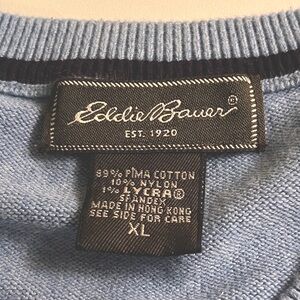 Eddie Bauer®
EST. 1920
89% PIMA COTTON
10% NYLON
1% LYCRA®
SPANDEX
MADE IN HONG KONG
SEE SIDE FOR CARE
XL